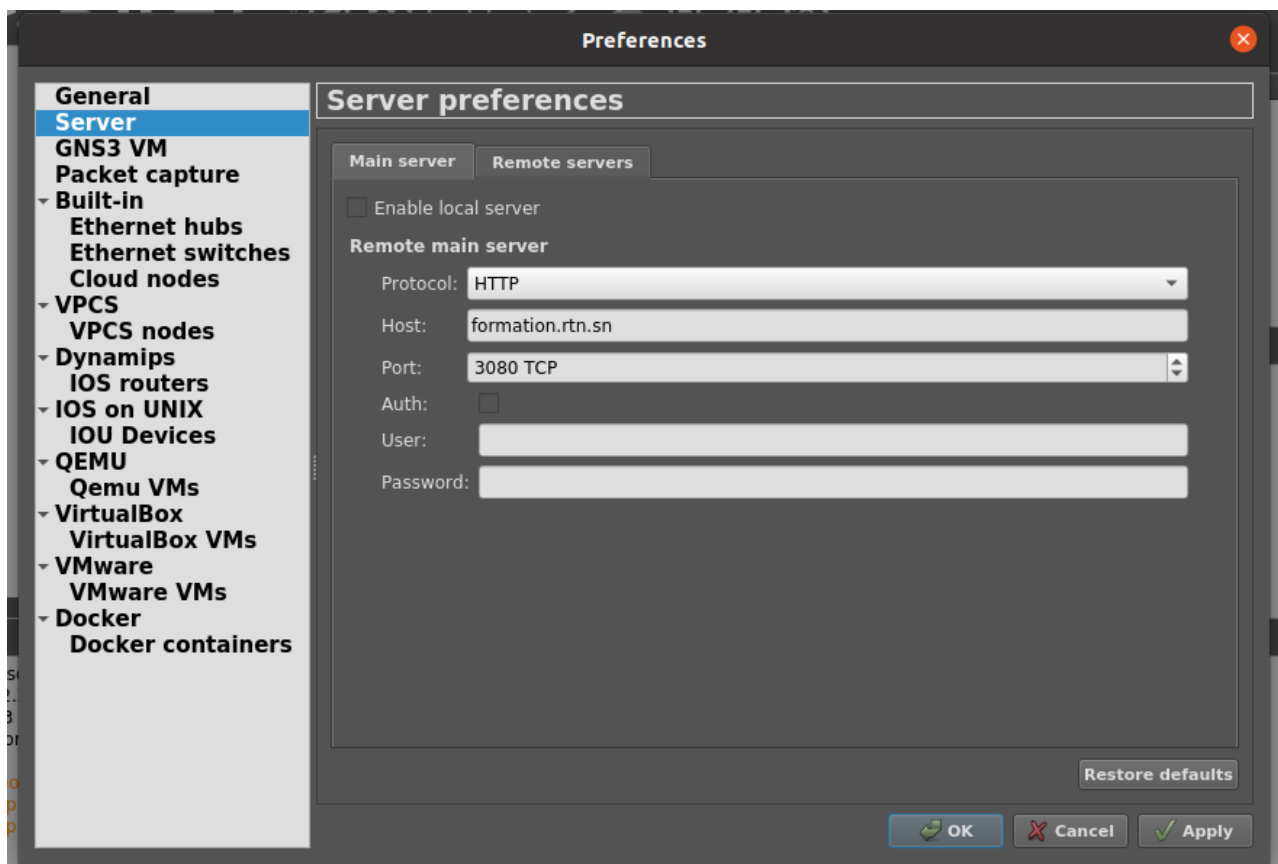 Preferences
General
Server
GNS3 VM
Packet capture
Built-in
Ethernet hubs
Ethernet switches
Cloud nodes
VPCS
VPCS nodes
Dynamips
IOS routers
IOS on UNIX
IOU Devices
QEMU
Qemu VMs
VirtualBox
VirtualBox VMs
VMware
VMware VMs
Docker
Docker containers
Server preferences
Main server Remote servers
Enable local server
Remote main server
Protocol: HTTP
Host: formation.rtn.sn
Port: 3080 TCP
Auth:
User:
Password:
Restore defaults
OK Cancel Apply